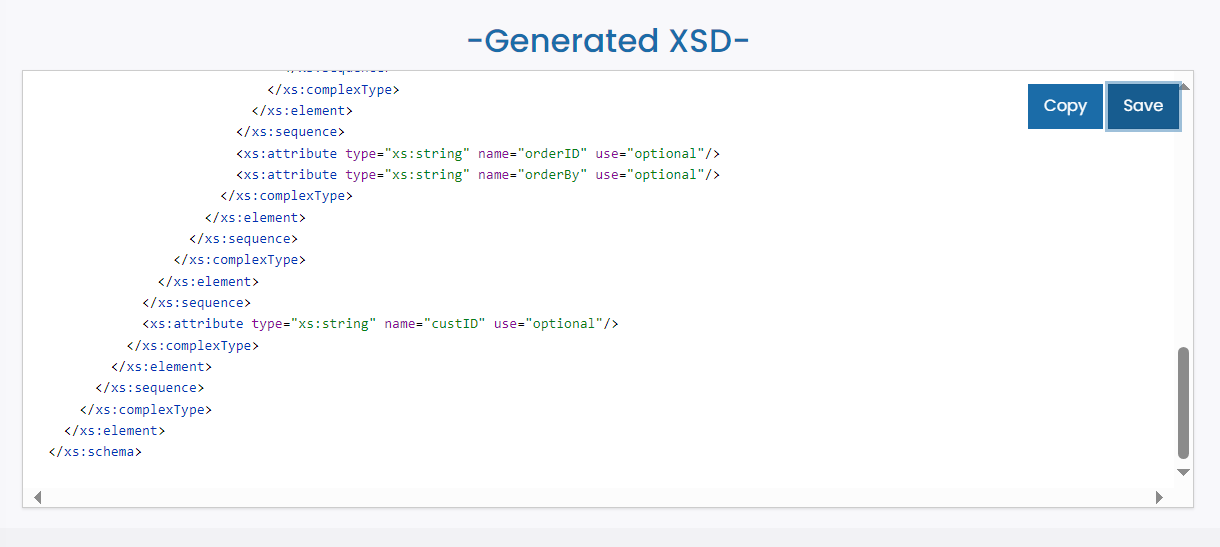 -Generated XSD-
Copy
Save
</xs:complexType>
</xs:element>
</xs:sequence>
<xs:attribute type="xs:string" name="orderID" use="optional"/>
<xs:attribute type="xs:string" name="orderBy" use="optional"/>
</xs:complexType>
</xs:element>
</xs:sequence>
</xs:complexType>
</xs:element>
</xs:sequence>
<xs:attribute type="xs:string" name="custID" use="optional"/>
</xs:complexType>
</xs:element>
</xs:sequence>
</xs:complexType>
</xs:element>
</xs:schema>